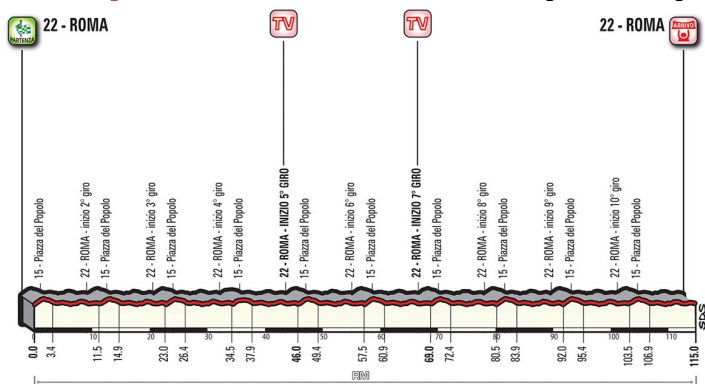 22 - ROMA
TV
TV
22 - ROMA
PARTENZA
ARRIVO
15 - Piazza del Popolo
22 - ROMA - inizio 2° giro
15 - Piazza del Popolo
22 - ROMA - inizio 3° giro
15 - Piazza del Popolo
22 - ROMA - inizio 4° giro
15 - Piazza del Popolo
22 - ROMA - INIZIO 5° GIRO
15 - Piazza del Popolo
22 - ROMA - inizio 6° giro
15 - Piazza del Popolo
22 - ROMA - INIZIO 7° GIRO
15 - Piazza del Popolo
22 - ROMA - inizio 8° giro
15 - Piazza del Popolo
22 - ROMA - inizio 9° giro
15 - Piazza del Popolo
22 - ROMA - inizio 10° giro
15 - Piazza del Popolo
SDS
0 10 20 30 40 50 60 70 80 90 100 110
0.0 3.4 11.5 14.9 23.0 26.4 34.5 37.9 46.0 49.4 57.5 60.9 69.0 72.4 80.5 83.9 92.0 95.4 103.5 106.9 115.0
RM